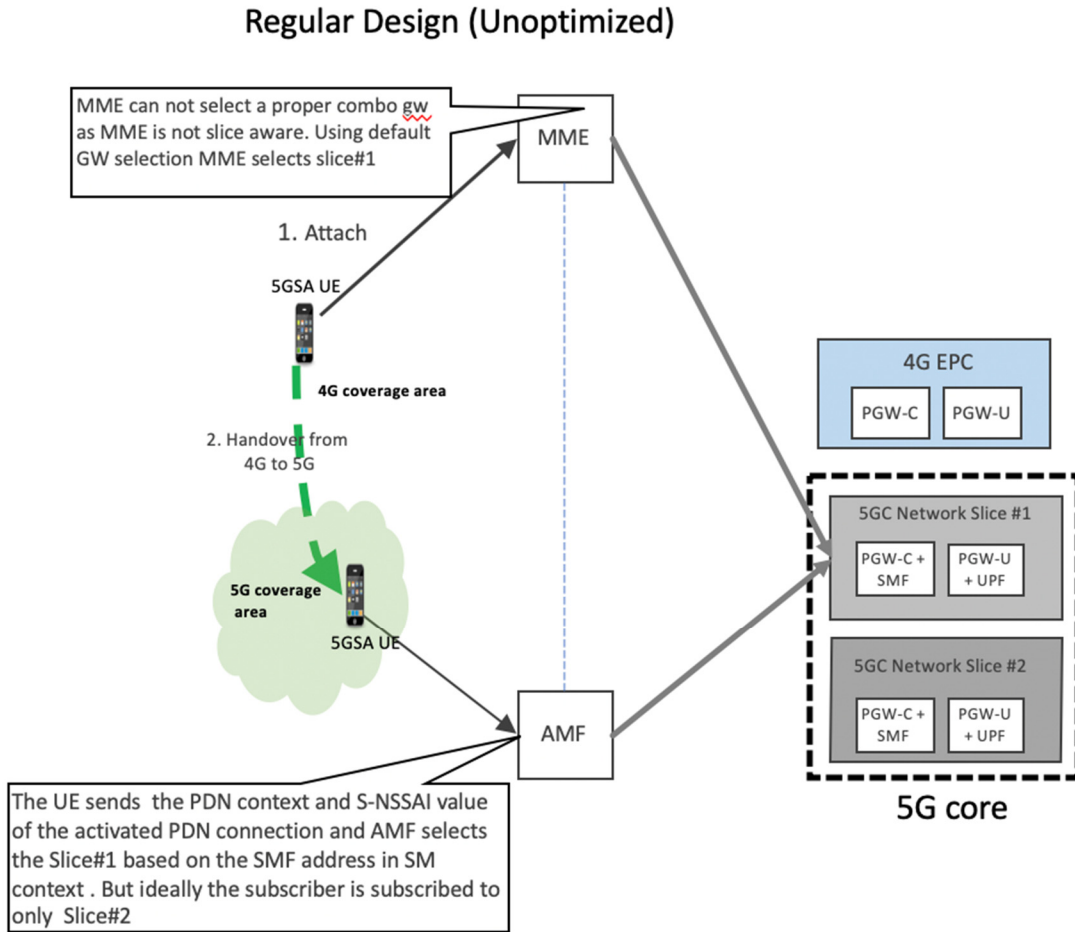 Regular Design (Unoptimized)
MME can not select a proper combo gw
as MME is not slice aware. Using default
GW selection MME selects slice#1
MME
1. Attach
5GSA UE
4G coverage area
2. Handover from
4G to 5G
5G coverage
area
5GSA UE
4G EPC
PGW-C
PGW-U
5GC Network Slice #1
PGW-C +
SMF
PGW-U
+ UPF
5GC Network Slice #2
PGW-C +
SMF
PGW-U
+ UPF
5G core
AMF
The UE sends the PDN context and S-NSSAI value
of the activated PDN connection and AMF selects
the Slice#1 based on the SMF address in SM
context . But ideally the subscriber is subscribed to
only Slice#2